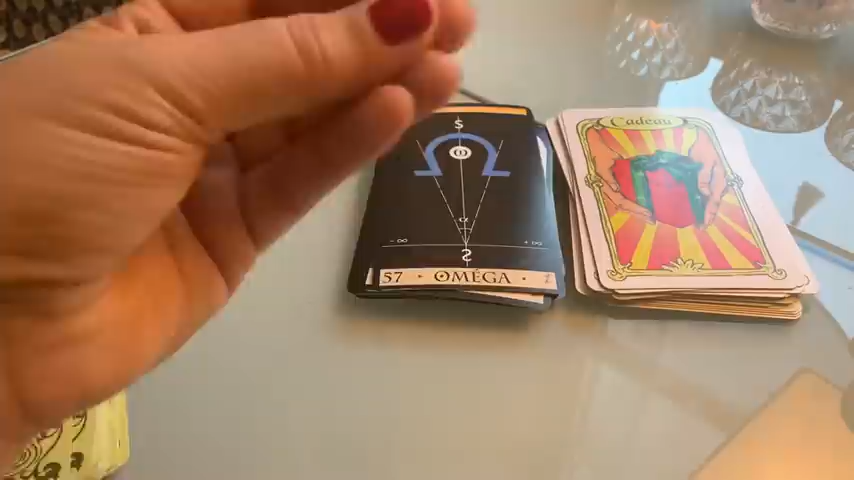 $
ω
α
- ∞ + ∞
57 · OMÉGA ·
Cadeau